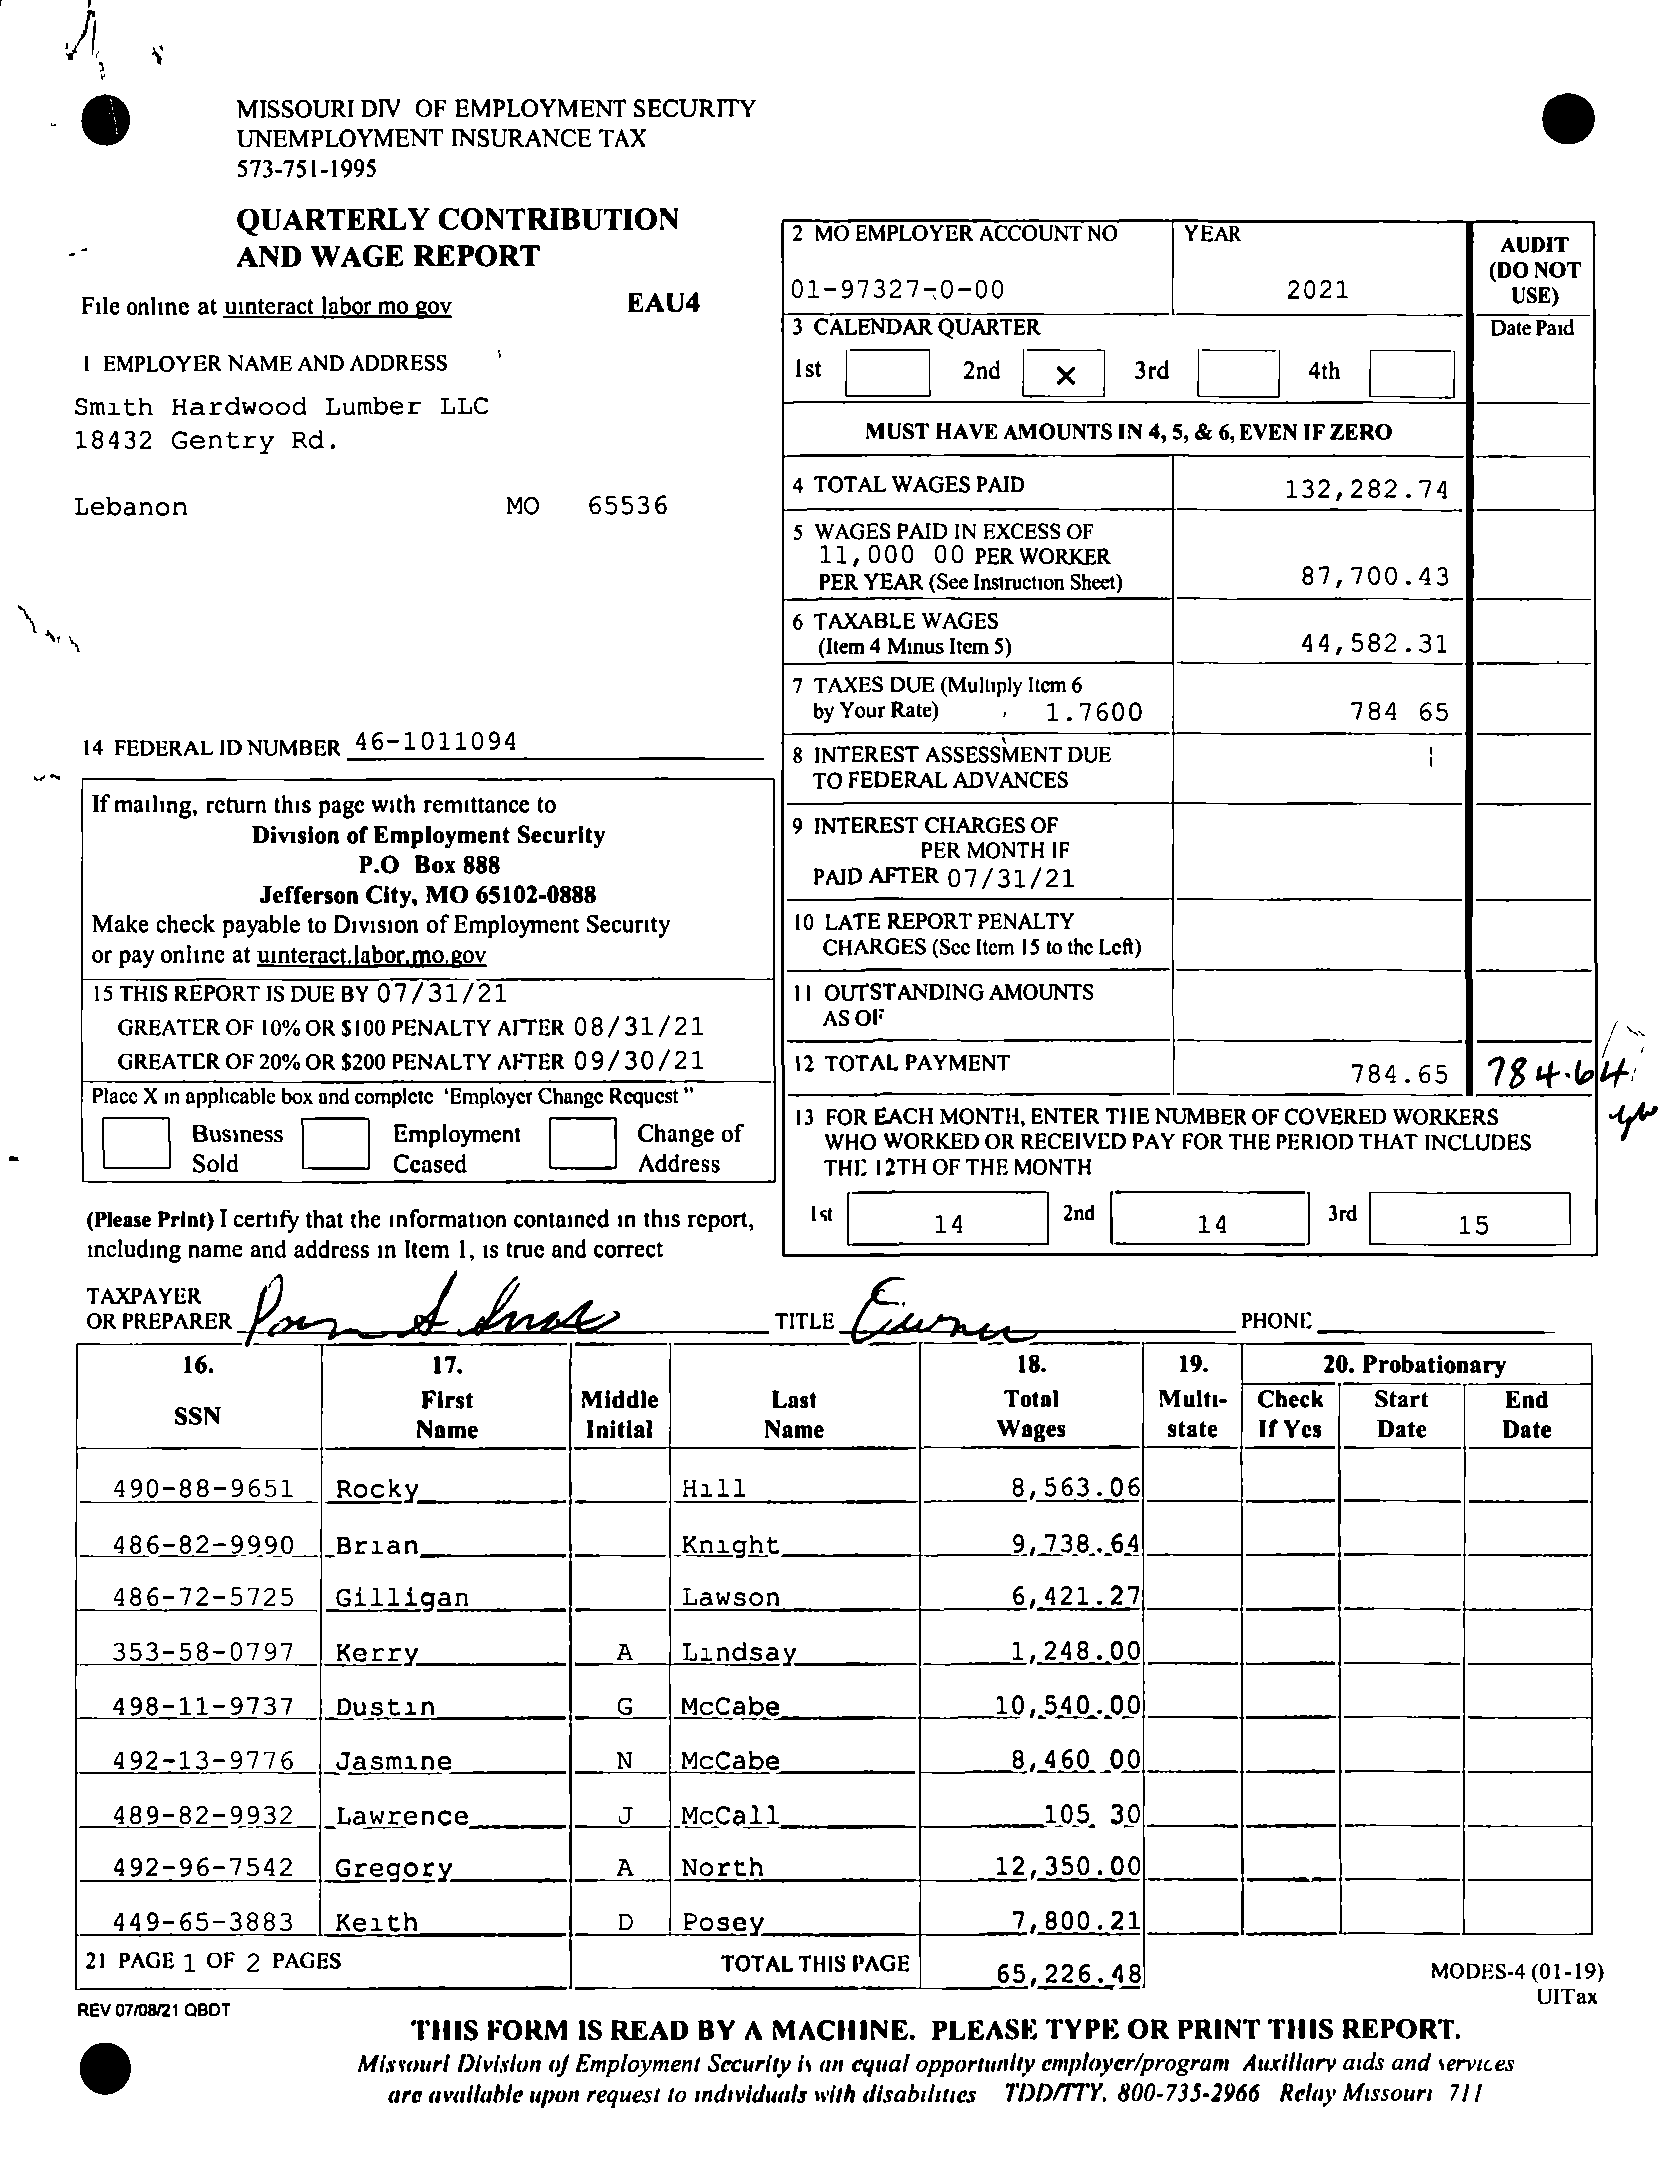 MISSOURI DIV OF EMPLOYMENT SECURITY
UNEMPLOYMENT INSURANCE TAX
573-751-1995
QUARTERLY CONTRIBUTION
AND WAGE REPORT
File online at uinteract labor mo gov EAU4
1 EMPLOYER NAME AND ADDRESS
Smith Hardwood Lumber LLC
18432 Gentry Rd.
Lebanon MO 65536
14 FEDERAL ID NUMBER 46-1011094
If mailing, return this page with remittance to
Division of Employment Security
P.O Box 888
Jefferson City, MO 65102-0888
Make check payable to Division of Employment Security
or pay online at uinteract.labor.mo.gov
15 THIS REPORT IS DUE BY 07/31/21
GREATER OF 10% OR $100 PENALTY AFTER 08/31/21
GREATER OF 20% OR $200 PENALTY AFTER 09/30/21
Place X in applicable box and complete 'Employer Change Request"
Business Sold
Employment Ceased
Change of Address
(Please Print) I certify that the information contained in this report,
including name and address in Item 1, is true and correct
2 MO EMPLOYER ACCOUNT NO YEAR
01-97327-0-00 2021
AUDIT
(DO NOT
USE)
Date Paid
3 CALENDAR QUARTER
1st 2nd X 3rd 4th
MUST HAVE AMOUNTS IN 4, 5, & 6, EVEN IF ZERO
4 TOTAL WAGES PAID 132,282.74
5 WAGES PAID IN EXCESS OF
11,000 00 PER WORKER
PER YEAR (See Instruction Sheet) 87,700.43
6 TAXABLE WAGES
(Item 4 Minus Item 5) 44,582.31
7 TAXES DUE (Multiply Item 6
by Your Rate) 1.7600 784 65
8 INTEREST ASSESSMENT DUE
TO FEDERAL ADVANCES
9 INTEREST CHARGES OF
PER MONTH IF
PAID AFTER 07/31/21
10 LATE REPORT PENALTY
CHARGES (See Item 15 to the Left)
11 OUTSTANDING AMOUNTS
AS OF
12 TOTAL PAYMENT 784.65 784.64
13 FOR EACH MONTH, ENTER THE NUMBER OF COVERED WORKERS
WHO WORKED OR RECEIVED PAY FOR THE PERIOD THAT INCLUDES
THE 12TH OF THE MONTH
1st 14 2nd 14 3rd 15
TAXPAYER
OR PREPARER TITLE Owner PHONE
16. 17. 18. 19. 20. Probationary
SSN First Name Middle Initial Last Name Total Wages Multi-state Check If Yes Start Date End Date
490-88-9651 Rocky Hill 8,563.06
486-82-9990 Brian Knight 9,738.64
486-72-5725 Gilligan Lawson 6,421.27
353-58-0797 Kerry A Lindsay 1,248.00
498-11-9737 Dustin G McCabe 10,540.00
492-13-9776 Jasmine N McCabe 8,460 00
489-82-9932 Lawrence J McCall 105 30
492-96-7542 Gregory A North 12,350.00
449-65-3883 Keith D Posey 7,800.21
21 PAGE 1 OF 2 PAGES TOTAL THIS PAGE 65,226.48
MODES-4 (01-19)
UITax
REV 07/08/21 QBDT
THIS FORM IS READ BY A MACHINE. PLEASE TYPE OR PRINT THIS REPORT.
Missouri Division of Employment Security is an equal opportunity employer/program Auxiliary aids and services
are available upon request to individuals with disabilities TDD/TTY. 800-735-2966 Relay Missouri 711